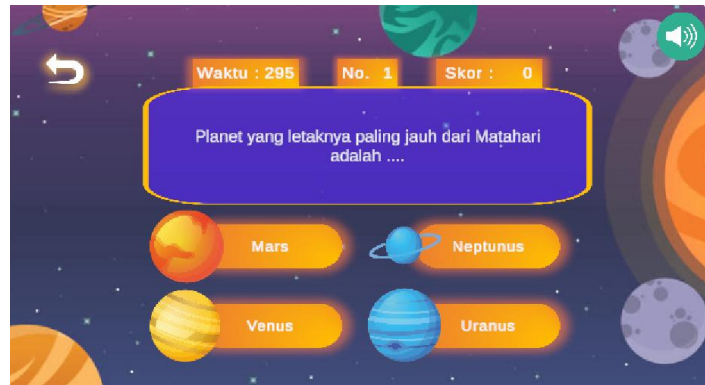 Waktu : 295 No. 1 Skor : 0
Planet yang letaknya paling jauh dari Matahari
adalah ....
Mars Neptunus
Venus Uranus